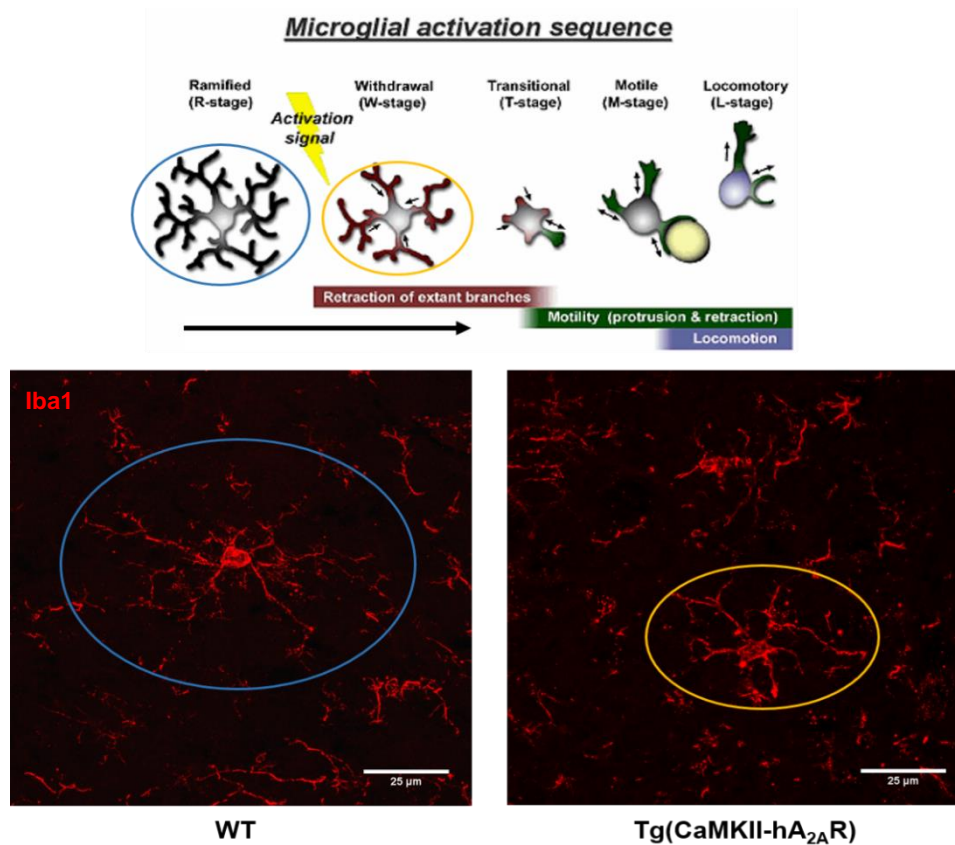 Microglial activation sequence
Ramified
(R-stage)
Activation
signal
Withdrawal
(W-stage)
Transitional
(T-stage)
Motile
(M-stage)
Locomotory
(L-stage)
Retraction of extant branches
Motility (protrusion & retraction)
Locomotion
Iba1
25 µm
25 µm
WT
Tg(CaMKII-hA₂ₐR)